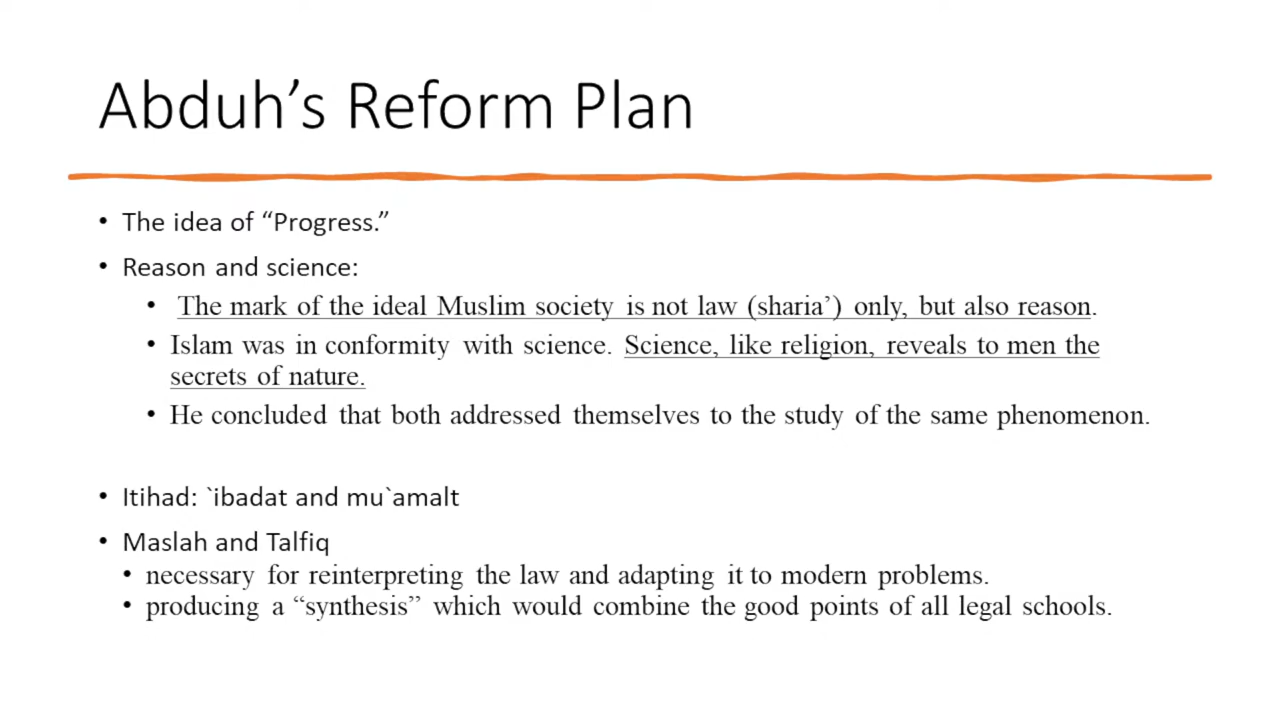 Abduh’s Reform Plan
• The idea of “Progress.”
• Reason and science:
• The mark of the ideal Muslim society is not law (sharia’) only, but also reason.
• Islam was in conformity with science. Science, like religion, reveals to men the
secrets of nature.
• He concluded that both addressed themselves to the study of the same phenomenon.
• Itihad: `ibadat and mu`amalt
• Maslah and Talfiq
• necessary for reinterpreting the law and adapting it to modern problems.
• producing a “synthesis” which would combine the good points of all legal schools.